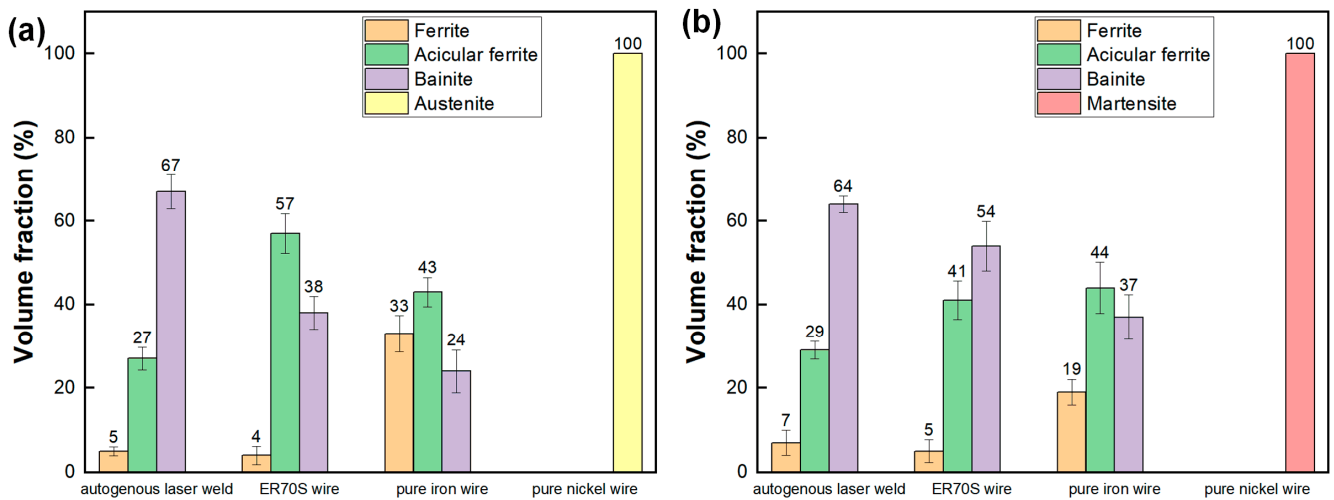 (a)
Ferrite
Acicular ferrite
Bainite
Austenite
Volume fraction (%)
100
80
60
40
20
0
5
27
67
4
57
38
33
43
24
100
autogenous laser weld
ER70S wire
pure iron wire
pure nickel wire
(b)
Ferrite
Acicular ferrite
Bainite
Martensite
Volume fraction (%)
100
80
60
40
20
0
7
29
64
5
41
54
19
44
37
100
autogenous laser weld
ER70S wire
pure iron wire
pure nickel wire